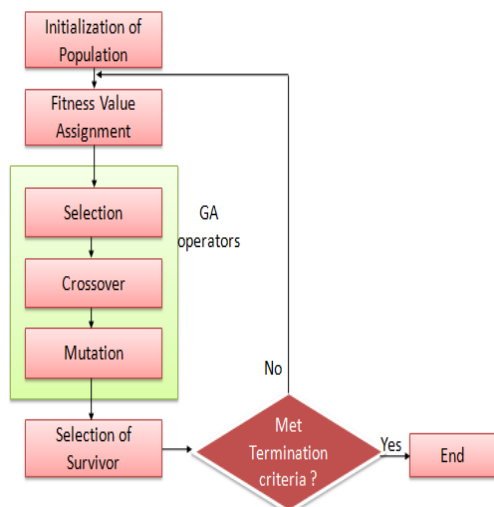 Initialization of
Population
Fitness Value
Assignment
Selection
GA
operators
Crossover
Mutation
No
Selection of
Survivor
Met
Termination
criteria ?
Yes
End